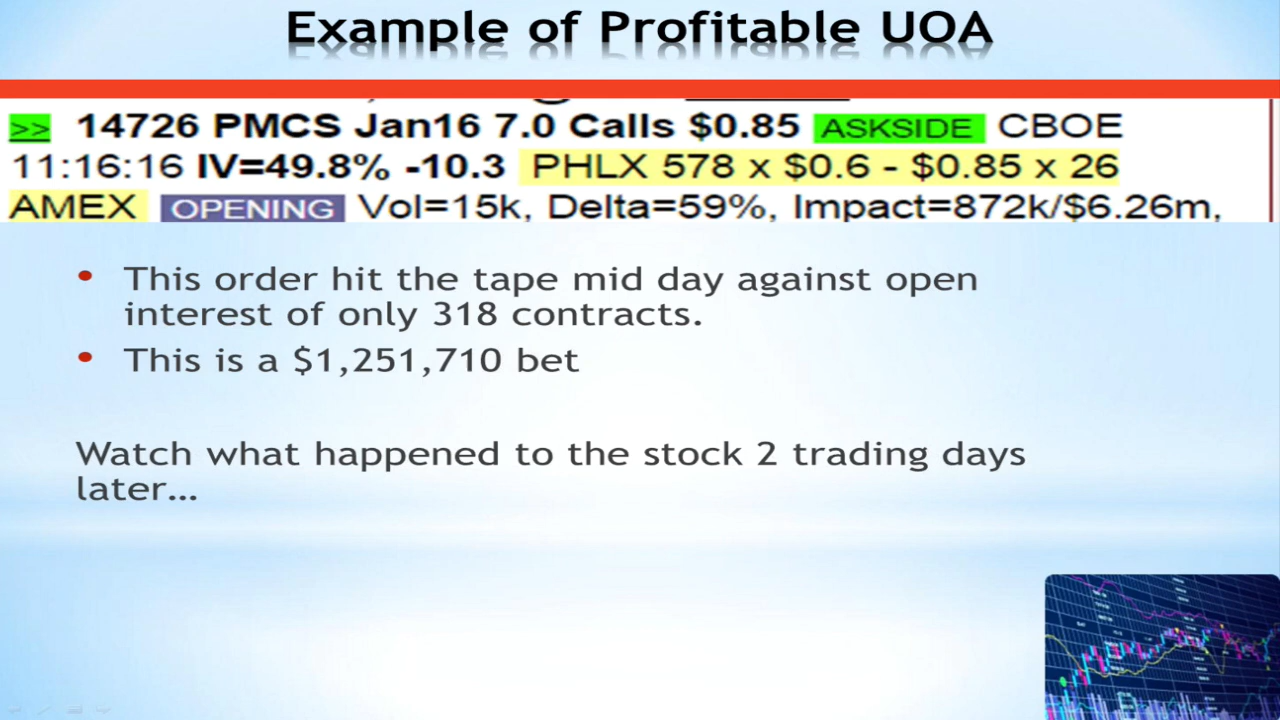 Example of Profitable UOA
>> 14726 PMCS Jan16 7.0 Calls $0.85 ASKSIDE CBOE
11:16:16 IV=49.8% -10.3 PHLX 578 x $0.6 - $0.85 x 26
AMEX OPENING Vol=15k, Delta=59%, Impact=872k/$6.26m,
• This order hit the tape mid day against open
interest of only 318 contracts.
• This is a $1,251,710 bet
Watch what happened to the stock 2 trading days
later…